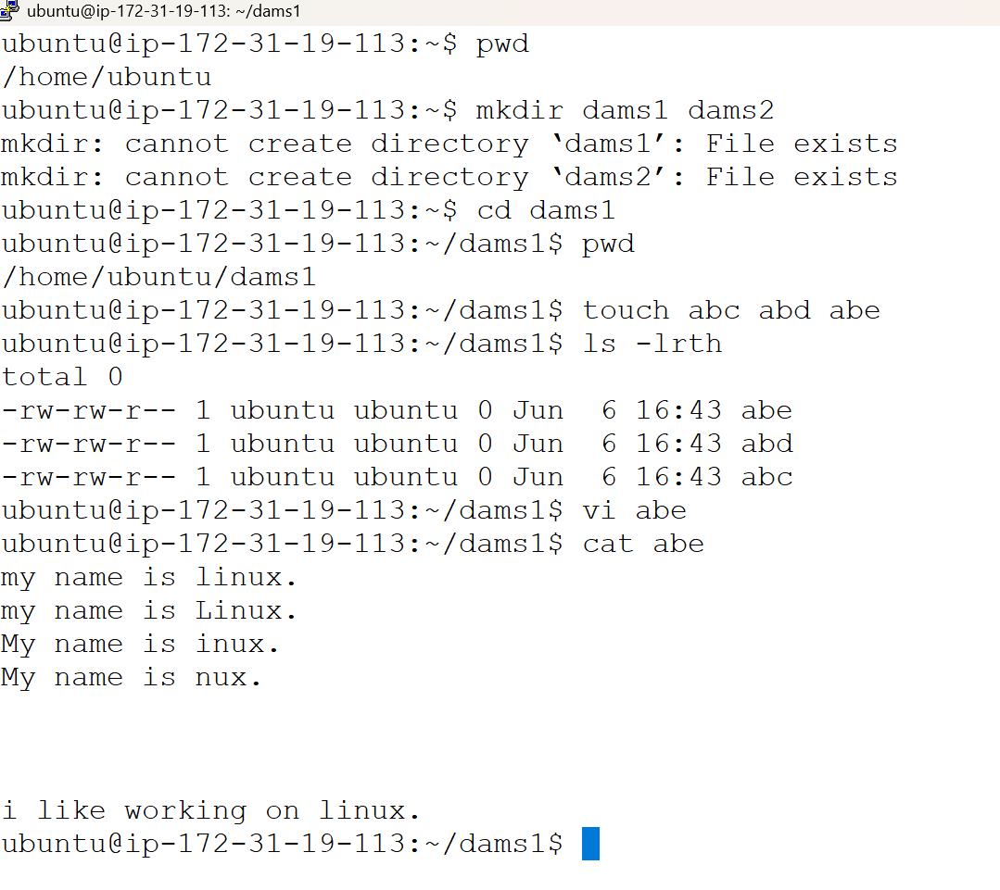 ubuntu@ip-172-31-19-113: ~/dams1
ubuntu@ip-172-31-19-113:~$ pwd
/home/ubuntu
ubuntu@ip-172-31-19-113:~$ mkdir dams1 dams2
mkdir: cannot create directory ‘dams1’: File exists
mkdir: cannot create directory ‘dams2’: File exists
ubuntu@ip-172-31-19-113:~$ cd dams1
ubuntu@ip-172-31-19-113:~/dams1$ pwd
/home/ubuntu/dams1
ubuntu@ip-172-31-19-113:~/dams1$ touch abc abd abe
ubuntu@ip-172-31-19-113:~/dams1$ ls -lrth
total 0
-rw-rw-r-- 1 ubuntu ubuntu 0 Jun  6 16:43 abe
-rw-rw-r-- 1 ubuntu ubuntu 0 Jun  6 16:43 abd
-rw-rw-r-- 1 ubuntu ubuntu 0 Jun  6 16:43 abc
ubuntu@ip-172-31-19-113:~/dams1$ vi abe
ubuntu@ip-172-31-19-113:~/dams1$ cat abe
my name is linux.
my name is Linux.
My name is inux.
My name is nux.
i like working on linux.
ubuntu@ip-172-31-19-113:~/dams1$